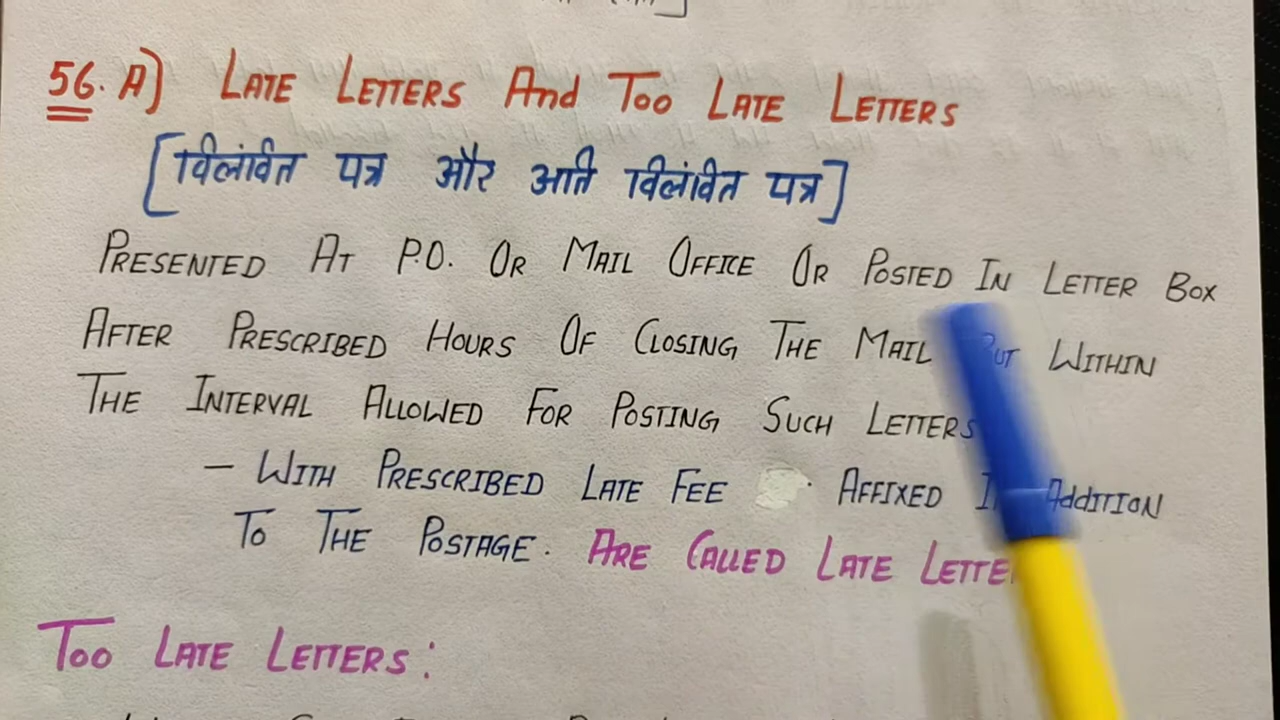 56. A) LATE LETTERS And TOO LATE LETTERS
[विलंवित पत्र और अति विलंवित पत्र]
PRESENTED AT P.O. OR MAIL OFFICE OR POSTED IN LETTER BOX
AFTER PRESCRIBED HOURS OF CLOSING THE MAIL WITHIN
THE INTERVAL ALLOWED FOR POSTING SUCH LETTERS
- WITH PRESCRIBED LATE FEE AFFIXED AddITION
TO THE POSTAGE. ARE CALLED LATE
TOO LATE LETTERS: